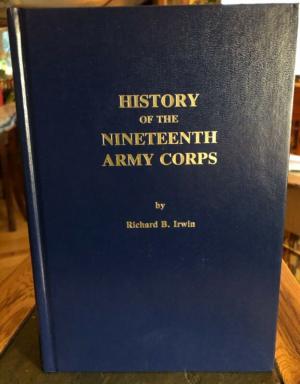 HISTORY
OF THE
NINETEENTH
ARMY CORPS
by
Richard B. Irwin